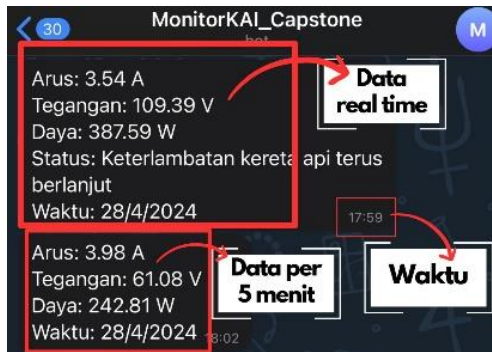 30
MonitorKAI_Capstone
bot
M
Arus: 3.54 A
Tegangan: 109.39 V
Daya: 387.59 W
Status: Keterlambatan kereta api terus
berlanjut
Waktu: 28/4/2024
17:59
Data
real time
Arus: 3.98 A
Tegangan: 61.08 V
Daya: 242.81 W
Waktu: 28/4/2024
18:02
Data per
5 menit
Waktu